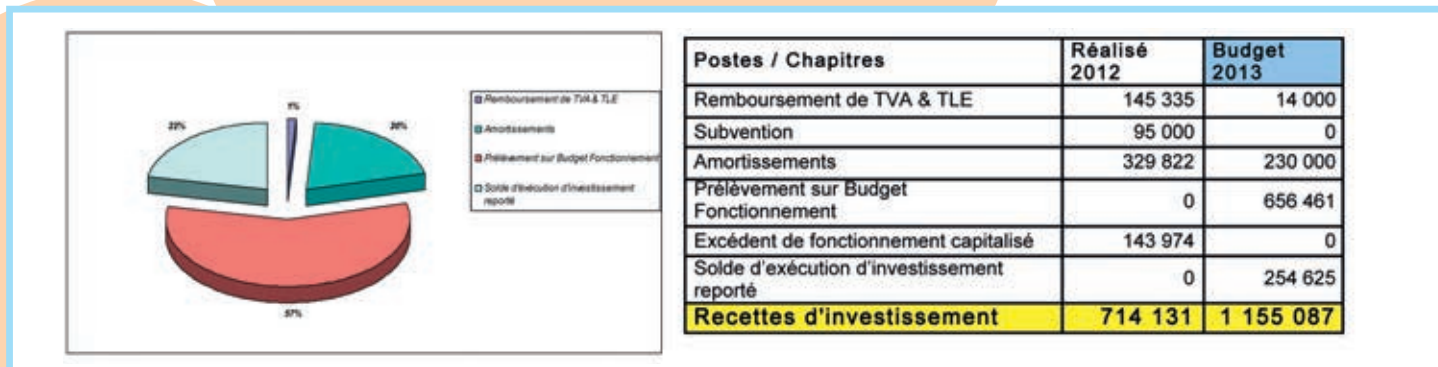 1%
22%
20%
57%
Remboursement de TVA & TLE
Amortissements
Prélèvement sur Budget Fonctionnement
Solde d'exécution d'investissement
reporté
Postes / Chapitres Réalisé 2012 Budget 2013
Remboursement de TVA & TLE 145 335 14 000
Subvention 95 000 0
Amortissements 329 822 230 000
Prélèvement sur Budget
Fonctionnement 0 656 461
Excédent de fonctionnement capitalisé 143 974 0
Solde d'exécution d'investissement
reporté 0 254 625
Recettes d'investissement 714 131 1 155 087